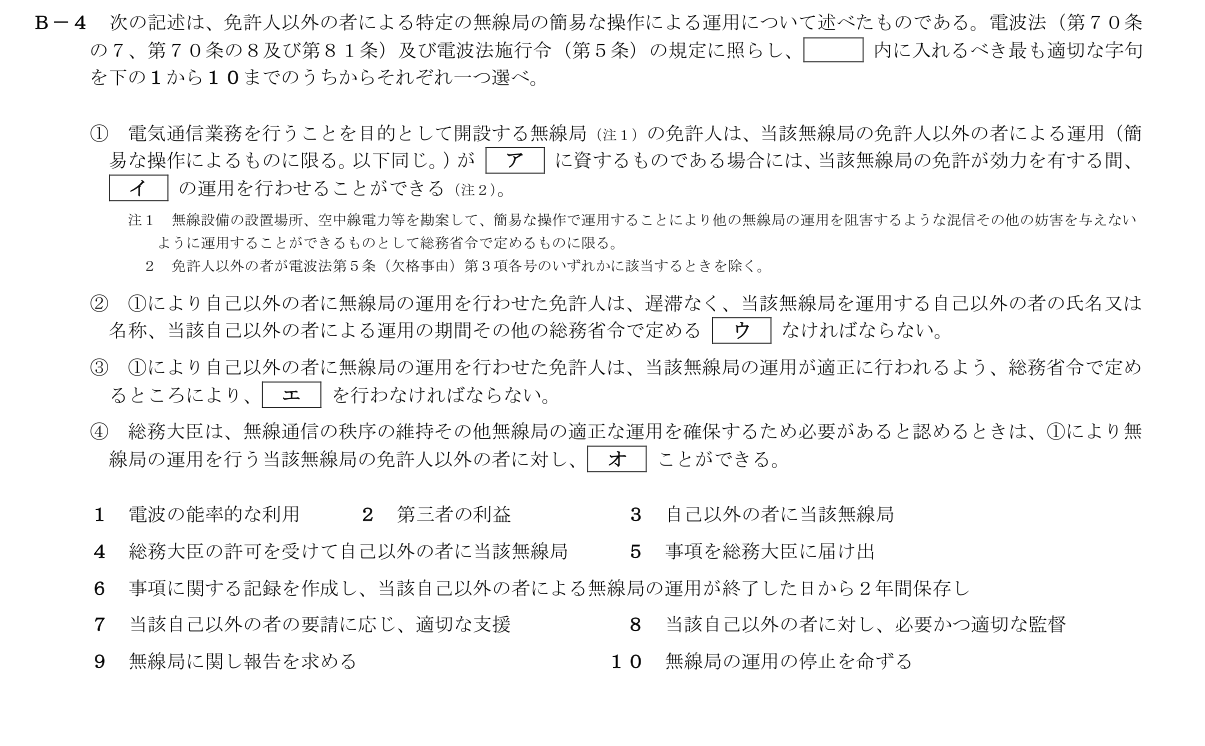 Ｂ－４　次の記述は、免許人以外の者による特定の無線局の簡易な操作による運用について述べたものである。電波法（第７０条
の７、第７０条の８及び第８１条）及び電波法施行令（第５条）の規定に照らし、　　　内に入れるべき最も適切な字句
を下の１から１０までのうちからそれぞれ一つ選べ。
①　電気通信業務を行うことを目的として開設する無線局（注１）の免許人は、当該無線局の免許人以外の者による運用（簡
易な操作によるものに限る。以下同じ。）が ア に資するものである場合には、当該無線局の免許が効力を有する間、
イ の運用を行わせることができる（注２）。
注１　無線設備の設置場所、空中線電力等を勘案して、簡易な操作で運用することにより他の無線局の運用を阻害するような混信その他の妨害を与えない
ように運用することができるものとして総務省令で定めるものに限る。
２　免許人以外の者が電波法第５条（欠格事由）第３項各号のいずれかに該当するときを除く。
②　①により自己以外の者に無線局の運用を行わせた免許人は、遅滞なく、当該無線局を運用する自己以外の者の氏名又は
名称、当該自己以外の者による運用の期間その他の総務省令で定める ウ なければならない。
③　①により自己以外の者に無線局の運用を行わせた免許人は、当該無線局の運用が適正に行われるよう、総務省令で定め
るところにより、 エ を行わなければならない。
④　総務大臣は、無線通信の秩序の維持その他無線局の適正な運用を確保するため必要があると認めるときは、①により無
線局の運用を行う当該無線局の免許人以外の者に対し、 オ ことができる。
１　電波の能率的な利用　２　第三者の利益　３　自己以外の者に当該無線局
４　総務大臣の許可を受けて自己以外の者に当該無線局　５　事項を総務大臣に届け出
６　事項に関する記録を作成し、当該自己以外の者による無線局の運用が終了した日から２年間保存し
７　当該自己以外の者の要請に応じ、適切な支援　８　当該自己以外の者に対し、必要かつ適切な監督
９　無線局に関し報告を求める　１０　無線局の運用の停止を命ずる